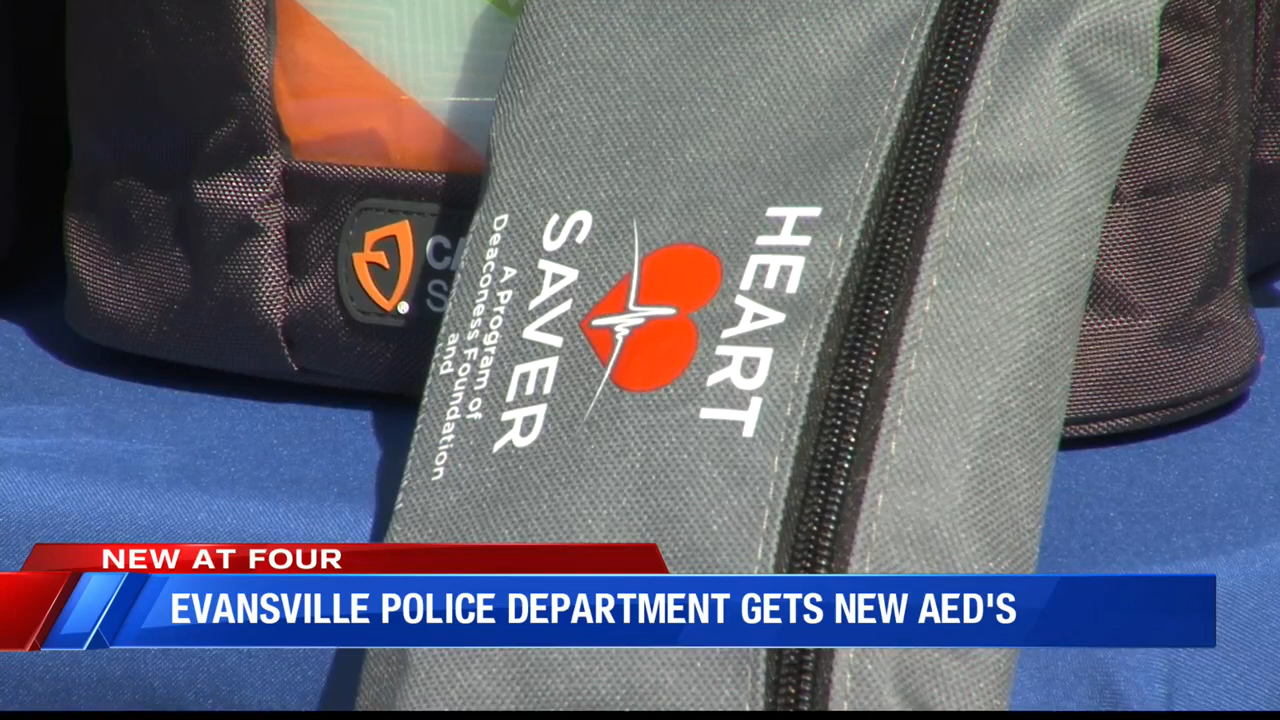 HEART
SAVER
A Program of
Deaconess Foundation
and
®
NEW AT FOUR
EVANSVILLE POLICE DEPARTMENT GETS NEW AED'S